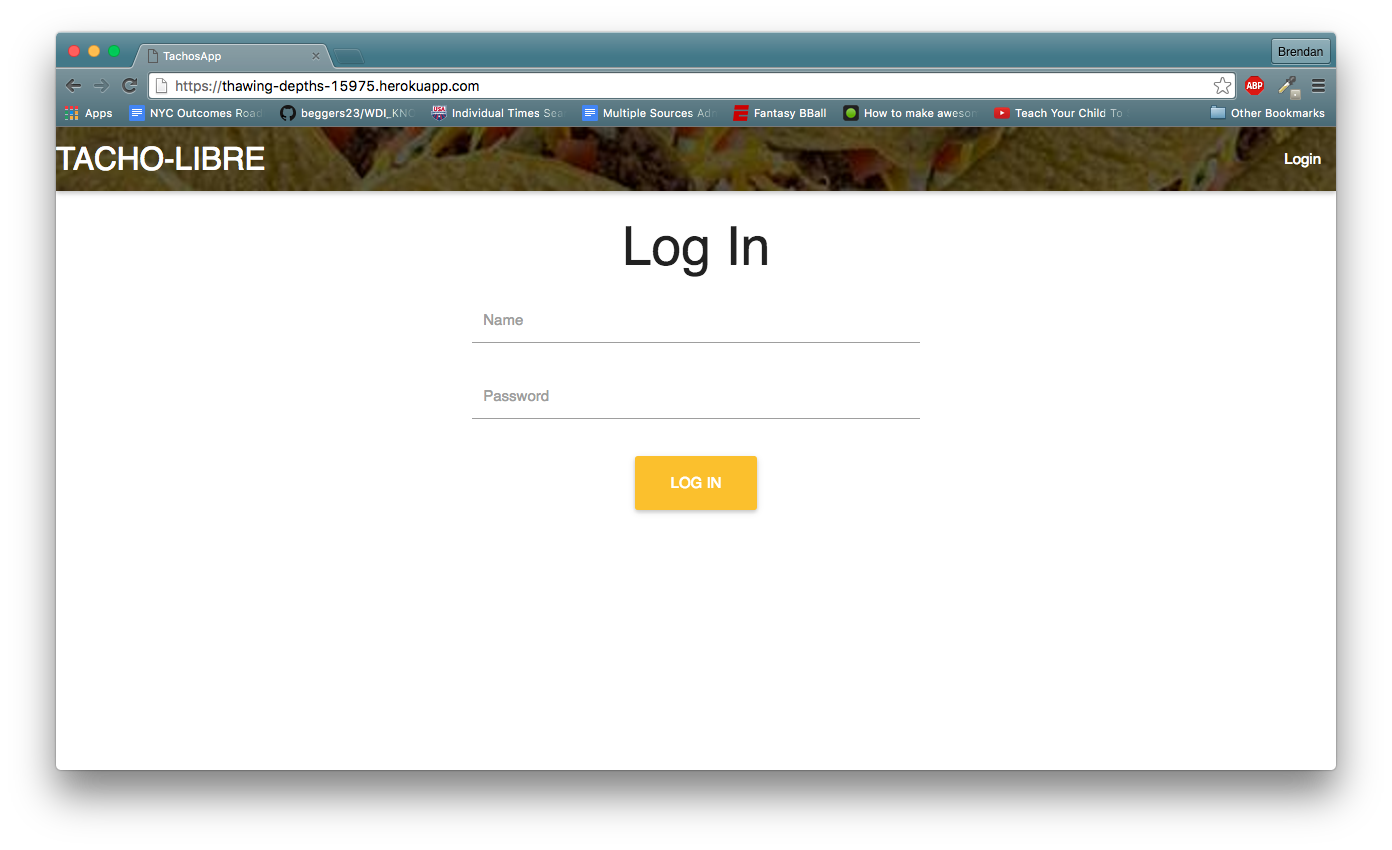 TachosApp
Brendan
https://thawing-depths-15975.herokuapp.com
ABP
Apps NYC Outcomes Road beggers23/WDI_KNO Individual Times Sea Multiple Sources Adm Fantasy BBall How to make aweson Teach Your Child To Other Bookmarks
TACHO-LIBRE
Login
Log In
Name
Password
LOG IN